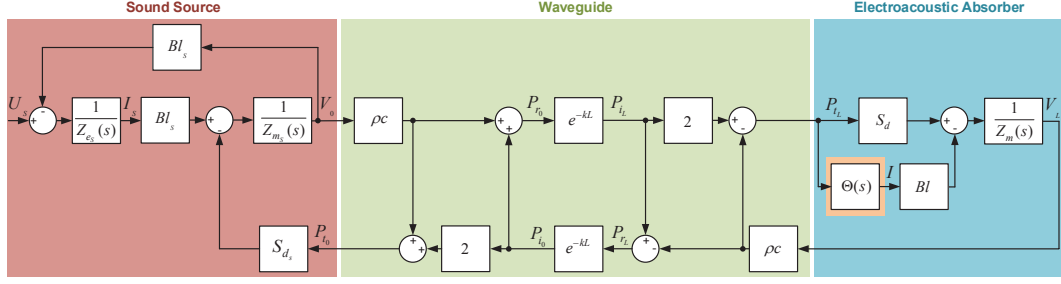 Sound Source
Waveguide
Electroacoustic Absorber
Bl_s
U_s
+
-
1/Z_{e_S}(s)
I_s
Bl_s
+
-
1/Z_{m_S}(s)
V_0
ρc
+
+
P_{r_0}
e^{-kL}
P_{i_L}
2
+
-
P_{t_L}
S_d
+
-
1/Z_m(s)
V_L
Θ(s)
I
Bl
S_{d_s}
P_{t_0}
+
+
2
P_{i_0}
e^{-kL}
P_{r_L}
+
-
ρc